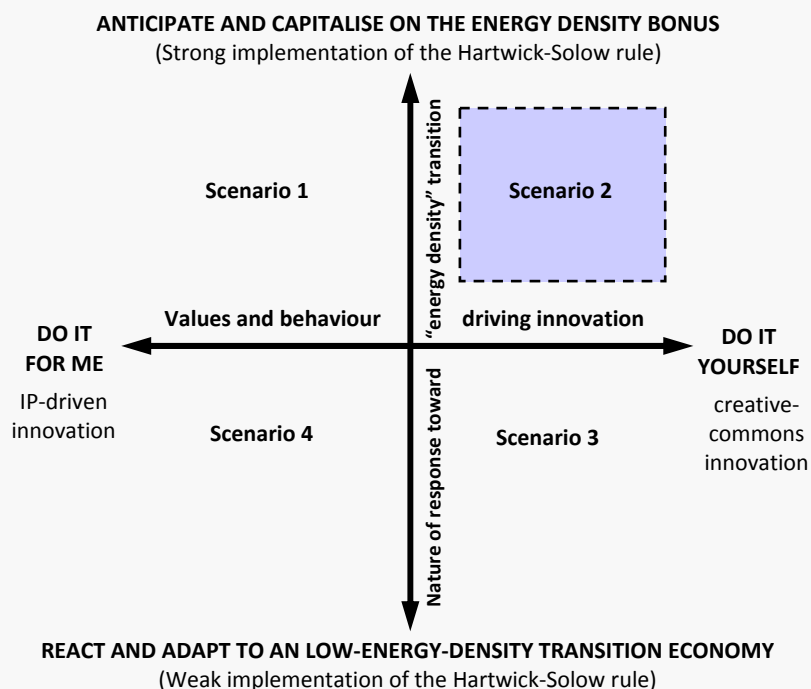 ANTICIPATE AND CAPITALISE ON THE ENERGY DENSITY BONUS
(Strong implementation of the Hartwick-Solow rule)
Scenario 1
Scenario 2
Nature of response toward “energy density” transition
Values and behaviour driving innovation
DO IT
FOR ME
IP-driven
innovation
DO IT
YOURSELF
creative-
commons
innovation
Scenario 4
Scenario 3
REACT AND ADAPT TO AN LOW-ENERGY-DENSITY TRANSITION ECONOMY
(Weak implementation of the Hartwick-Solow rule)